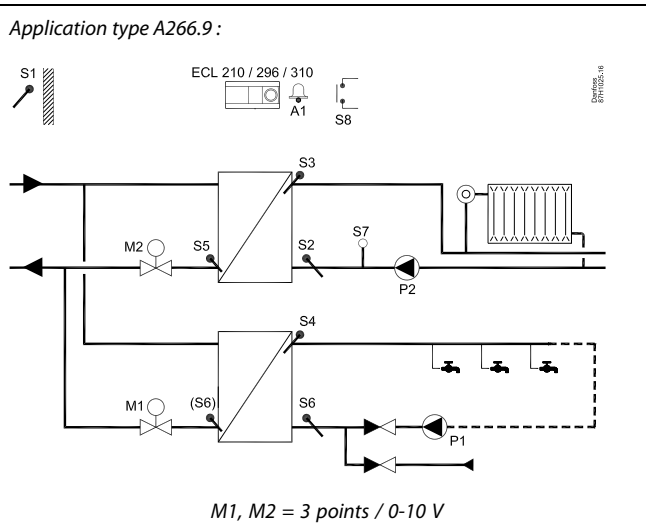 Application type A266.9 :
S1
ECL 210 / 296 / 310
A1
S8
Danfoss
87H1025.16
S3
M2
S5
S2
S7
P2
S4
M1
(S6)
S6
P1
M1, M2 = 3 points / 0-10 V